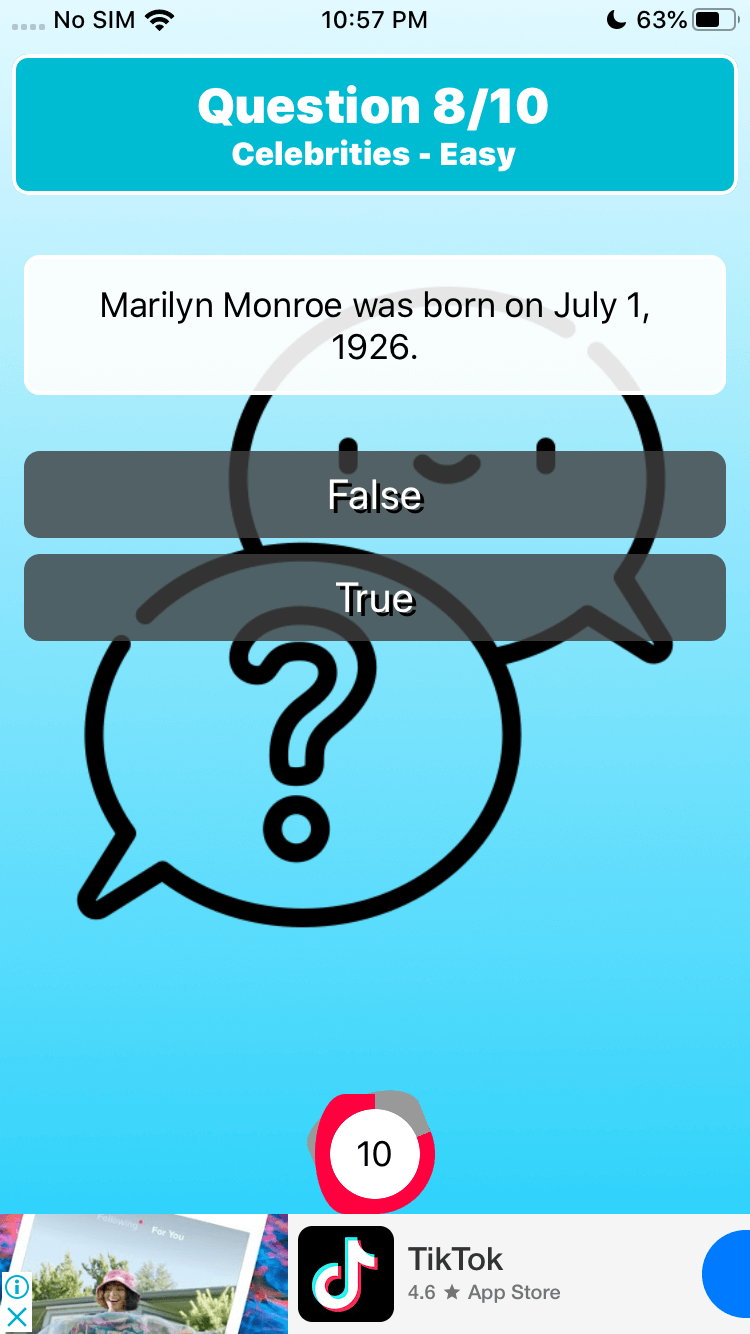 No SIM 10:57 PM 63%
Question 8/10
Celebrities - Easy
Marilyn Monroe was born on July 1,
1926.
False
True
10
Following For You
TikTok
4.6 ★ App Store